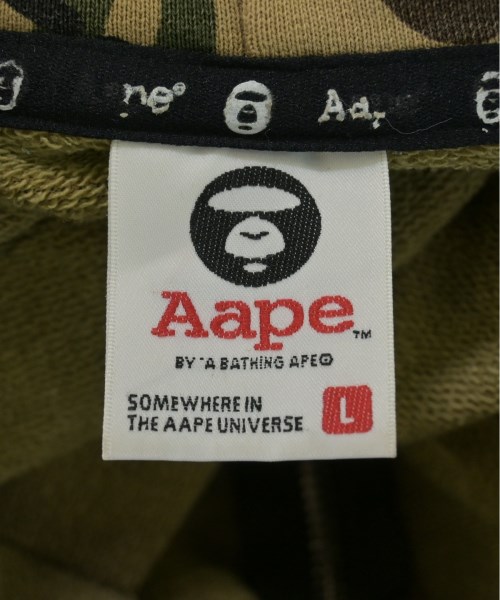 Aape™
BY *A BATHING APE®
SOMEWHERE IN
THE AAPE UNIVERSE
L